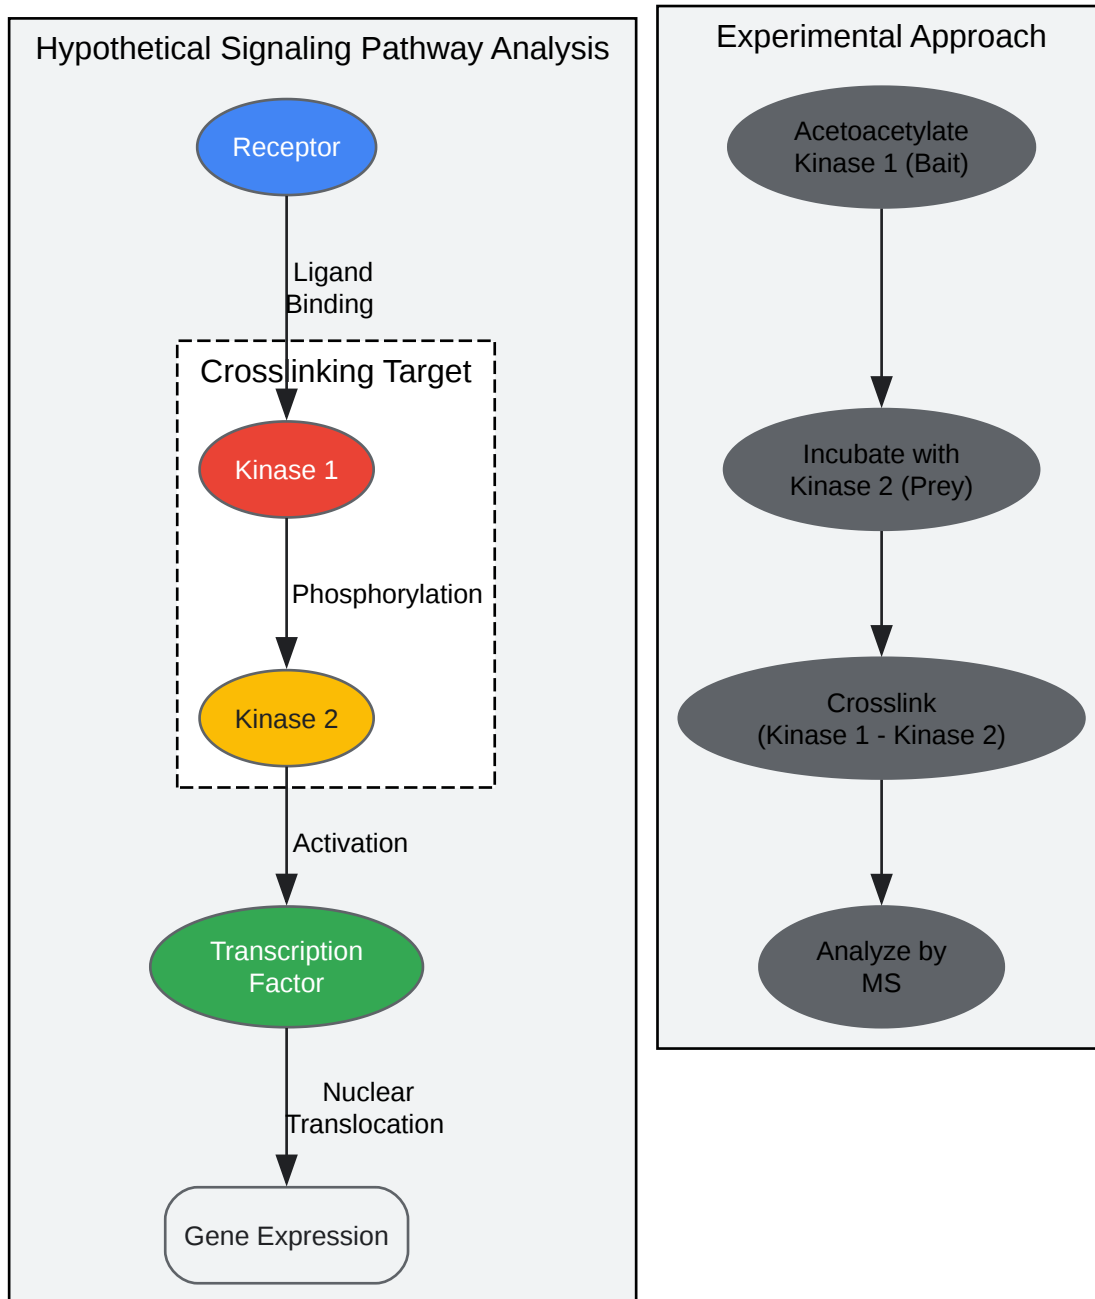 Hypothetical Signaling Pathway Analysis
Receptor
Ligand
Binding
Crosslinking Target
Kinase 1
Phosphorylation
Kinase 2
Activation
Transcription
Factor
Nuclear
Translocation
Gene Expression
Experimental Approach
Acetoacetylate
Kinase 1 (Bait)
Incubate with
Kinase 2 (Prey)
Crosslink
(Kinase 1 - Kinase 2)
Analyze by
MS